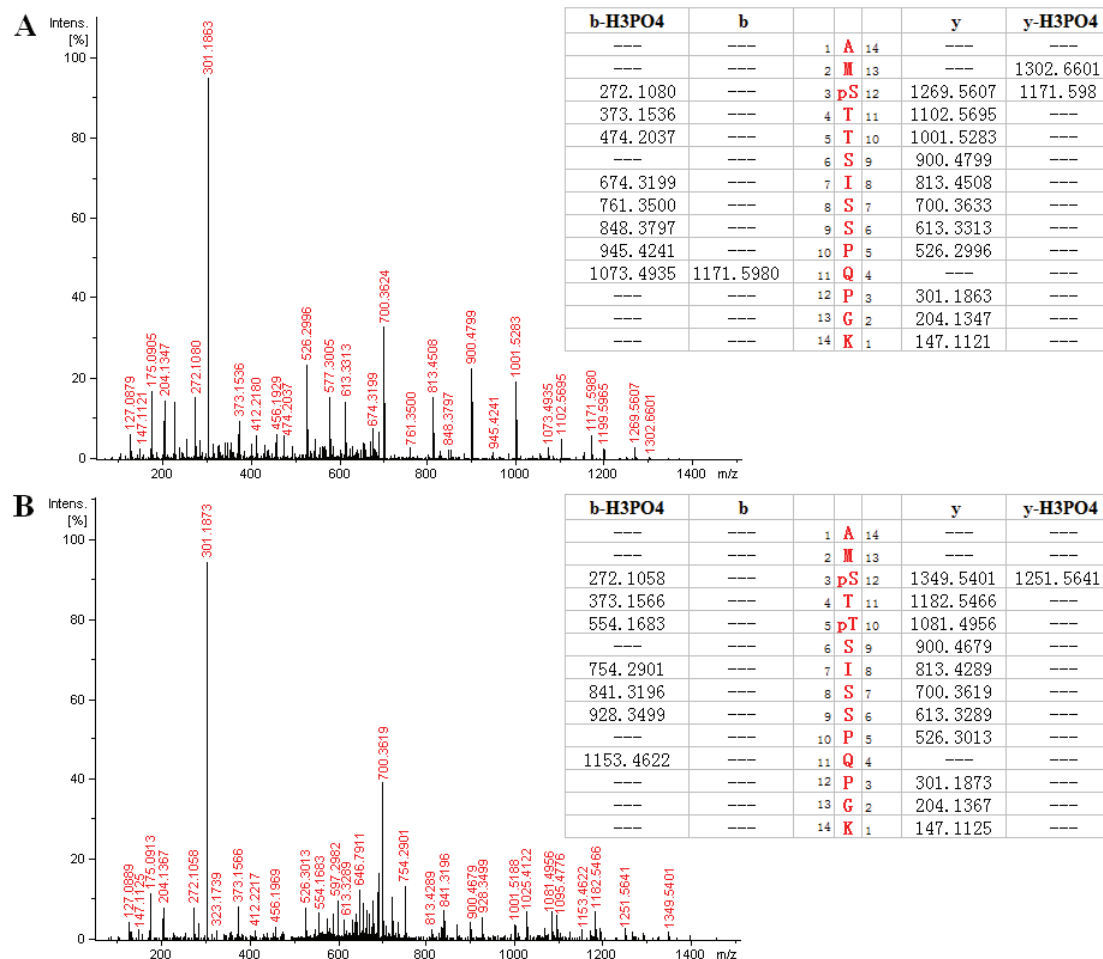 A
Intens.
[%]
100
80
60
40
20
0
127.0879
147.1121
175.0905
204.1347
272.1080
301.1863
373.1536
412.2180
456.1929
474.2037
526.2996
577.3005
613.3313
674.3199
700.3624
761.3500
813.4508
848.3797
900.4799
945.4241
1001.5283
1073.4935
1102.5695
1171.5980
1199.5965
1269.5607
1302.6601
200 400 600 800 1000 1200 1400 m/z
b-H3PO4 b y y-H3PO4
--- --- 1 A 14 --- ---
--- --- 2 M 13 --- 1302.6601
272.1080 --- 3 pS 12 1269.5607 1171.598
373.1536 --- 4 T 11 1102.5695 ---
474.2037 --- 5 T 10 1001.5283 ---
--- --- 6 S 9 900.4799 ---
674.3199 --- 7 I 8 813.4508 ---
761.3500 --- 8 S 7 700.3633 ---
848.3797 --- 9 S 6 613.3313 ---
945.4241 --- 10 P 5 526.2996 ---
1073.4935 1171.5980 11 Q 4 --- ---
--- --- 12 P 3 301.1863 ---
--- --- 13 G 2 204.1347 ---
--- --- 14 K 1 147.1121 ---
B
Intens.
[%]
100
80
60
40
20
0
127.0889
147.1125
175.0913
204.1367
272.1058
301.1873
323.1739
373.1566
412.2217
456.1969
526.3013
554.1683
597.2982
613.3289
646.7911
700.3619
754.2901
813.4289
841.3196
900.4679
928.3499
1001.5188
1025.4122
1081.4956
1095.4776
1153.4622
1182.5466
1251.5641
1349.5401
200 400 600 800 1000 1200 1400 m/z
b-H3PO4 b y y-H3PO4
--- --- 1 A 14 --- ---
--- --- 2 M 13 --- ---
272.1058 --- 3 pS 12 1349.5401 1251.5641
373.1566 --- 4 T 11 1182.5466 ---
554.1683 --- 5 pT 10 1081.4956 ---
--- --- 6 S 9 900.4679 ---
754.2901 --- 7 I 8 813.4289 ---
841.3196 --- 8 S 7 700.3619 ---
928.3499 --- 9 S 6 613.3289 ---
--- --- 10 P 5 526.3013 ---
1153.4622 --- 11 Q 4 --- ---
--- --- 12 P 3 301.1873 ---
--- --- 13 G 2 204.1367 ---
--- --- 14 K 1 147.1125 ---